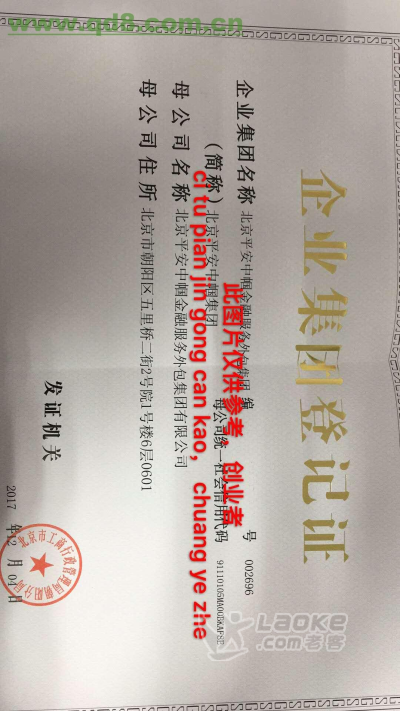 www.qd8.com.cn
企业集团登记证
编号 002696
母公司统一社会信用代码
企业集团名称 北京平安中帼金融服务外包集团
（简称） 北京平安中帼集团
母公司名称 北京平安中帼金融服务外包集团有限公司
母公司住所 北京市朝阳区五里桥二街2号院1号楼6层0601
发证机关
2017 年12 月 04 日
此图片仅供参考，创业者
ci tu pian jin gong can kao, chuang ye zhe
LAOKE
.com老客